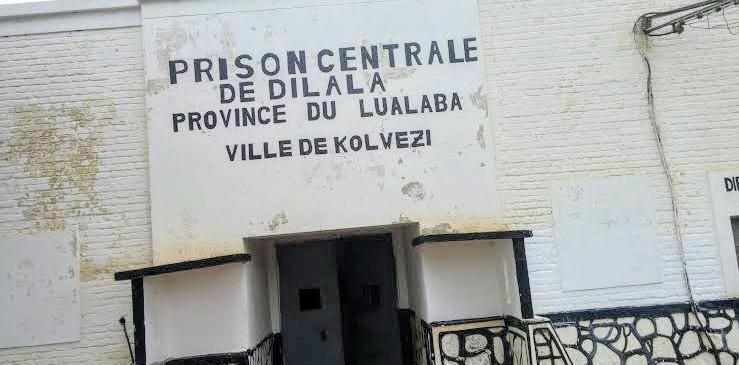 PRISON CENTRALE
DE DILALA
PROVINCE DU LUALABA
VILLE DE KOLWEZI